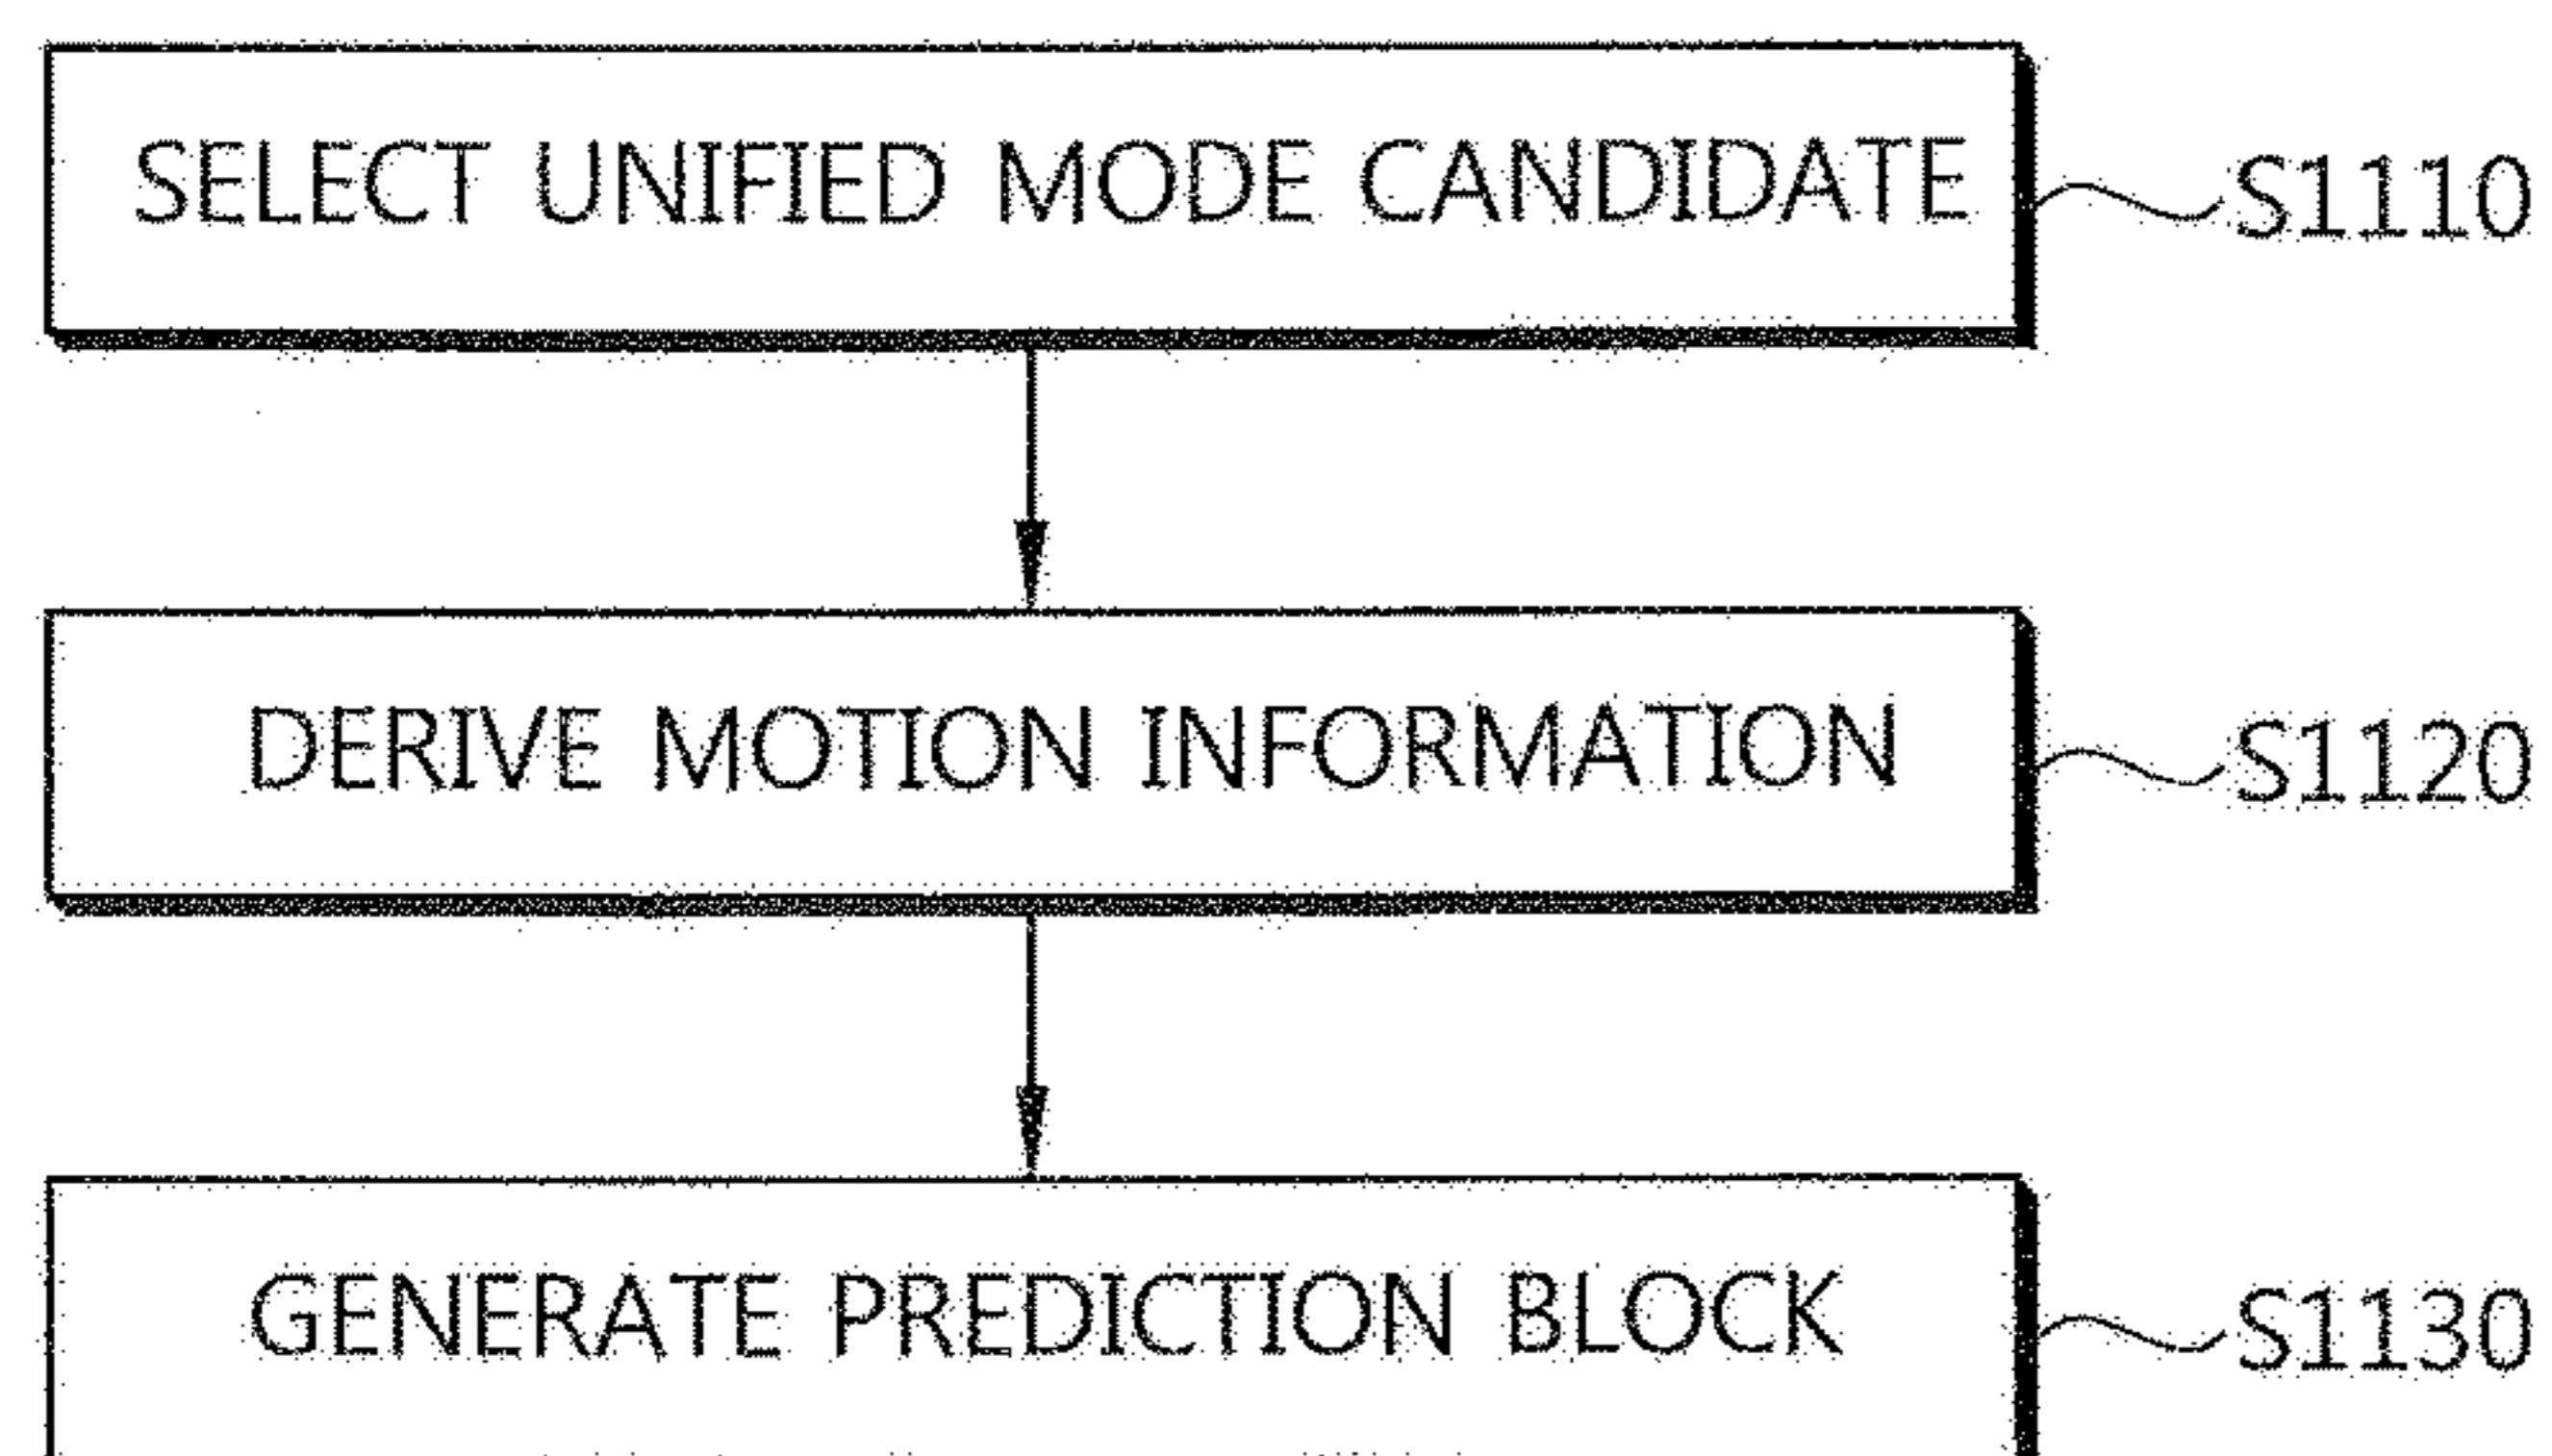 SELECT UNIFIED MODE CANDIDATE
S1110
DERIVE MOTION INFORMATION
S1120
GENERATE PREDICTION BLOCK
S1130